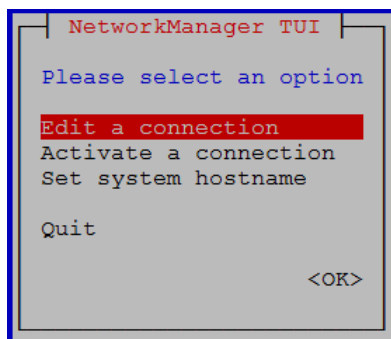 NetworkManager TUI
Please select an option
Edit a connection
Activate a connection
Set system hostname
Quit
<OK>